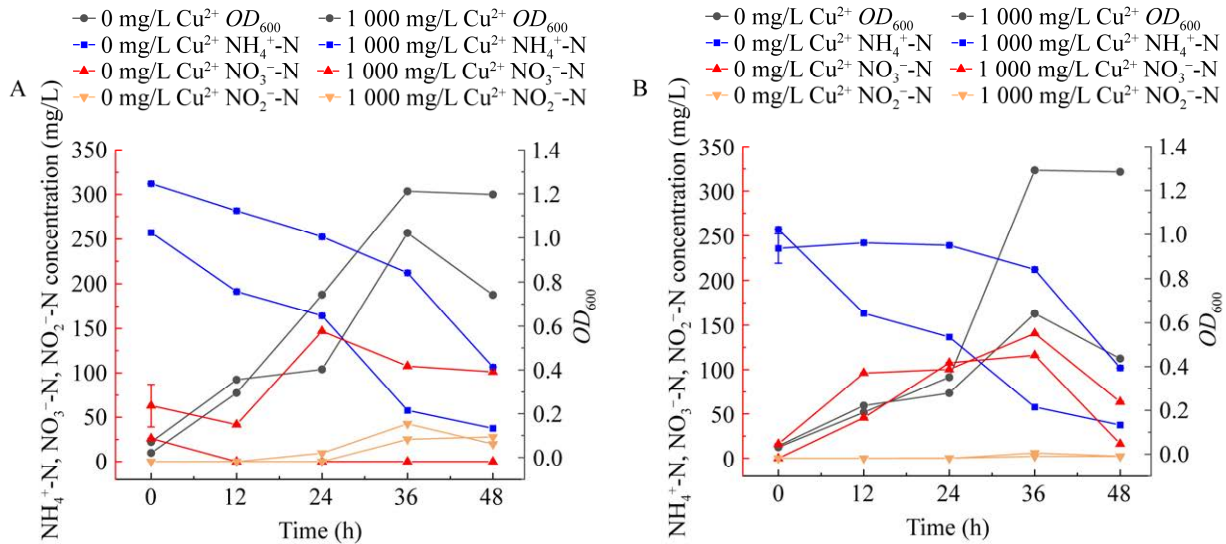 0 mg/L Cu²⁺ OD₆₀₀ 1 000 mg/L Cu²⁺ OD₆₀₀
0 mg/L Cu²⁺ NH₄⁺-N 1 000 mg/L Cu²⁺ NH₄⁺-N
0 mg/L Cu²⁺ NO₃⁻-N 1 000 mg/L Cu²⁺ NO₃⁻-N
0 mg/L Cu²⁺ NO₂⁻-N 1 000 mg/L Cu²⁺ NO₂⁻-N
A
NH₄⁺-N, NO₃⁻-N, NO₂⁻-N concentration (mg/L)
350
300
250
200
150
100
50
0
1.4
1.2
1.0
0.8
0.6
0.4
0.2
0.0
OD₆₀₀
0 12 24 36 48
Time (h)
0 mg/L Cu²⁺ OD₆₀₀ 1 000 mg/L Cu²⁺ OD₆₀₀
0 mg/L Cu²⁺ NH₄⁺-N 1 000 mg/L Cu²⁺ NH₄⁺-N
0 mg/L Cu²⁺ NO₃⁻-N 1 000 mg/L Cu²⁺ NO₃⁻-N
0 mg/L Cu²⁺ NO₂⁻-N 1 000 mg/L Cu²⁺ NO₂⁻-N
B
NH₄⁺-N, NO₃⁻-N, NO₂⁻-N concentration (mg/L)
350
300
250
200
150
100
50
0
1.4
1.2
1.0
0.8
0.6
0.4
0.2
0.0
OD₆₀₀
0 12 24 36 48
Time (h)